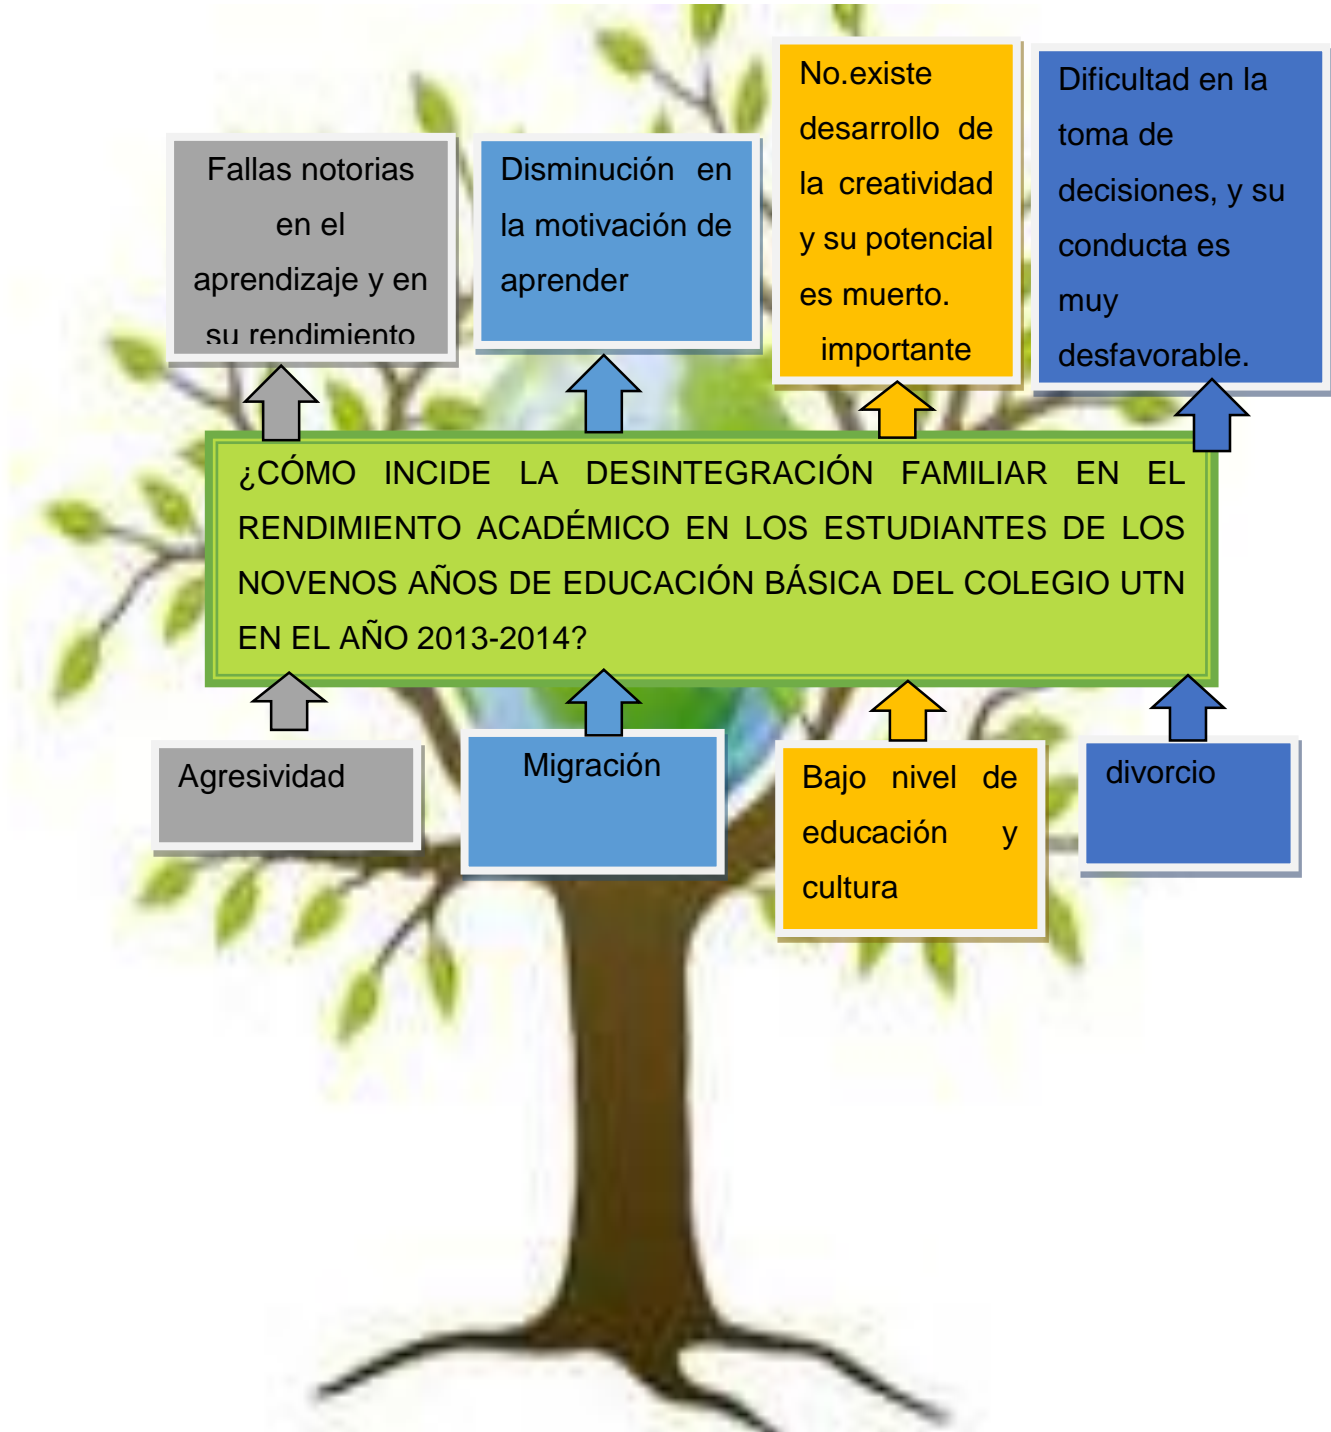 Fallas notorias
en el
aprendizaje y en
su rendimiento
Disminución en
la motivación de
aprender
No.existe
desarrollo de
la creatividad
y su potencial
es muerto.
importante
Dificultad en la
toma de
decisiones, y su
conducta es
muy
desfavorable.
¿CÓMO INCIDE LA DESINTEGRACIÓN FAMILIAR EN EL
RENDIMIENTO ACADÉMICO EN LOS ESTUDIANTES DE LOS
NOVENOS AÑOS DE EDUCACIÓN BÁSICA DEL COLEGIO UTN
EN EL AÑO 2013-2014?
Agresividad
Migración
Bajo nivel de
educación y
cultura
divorcio